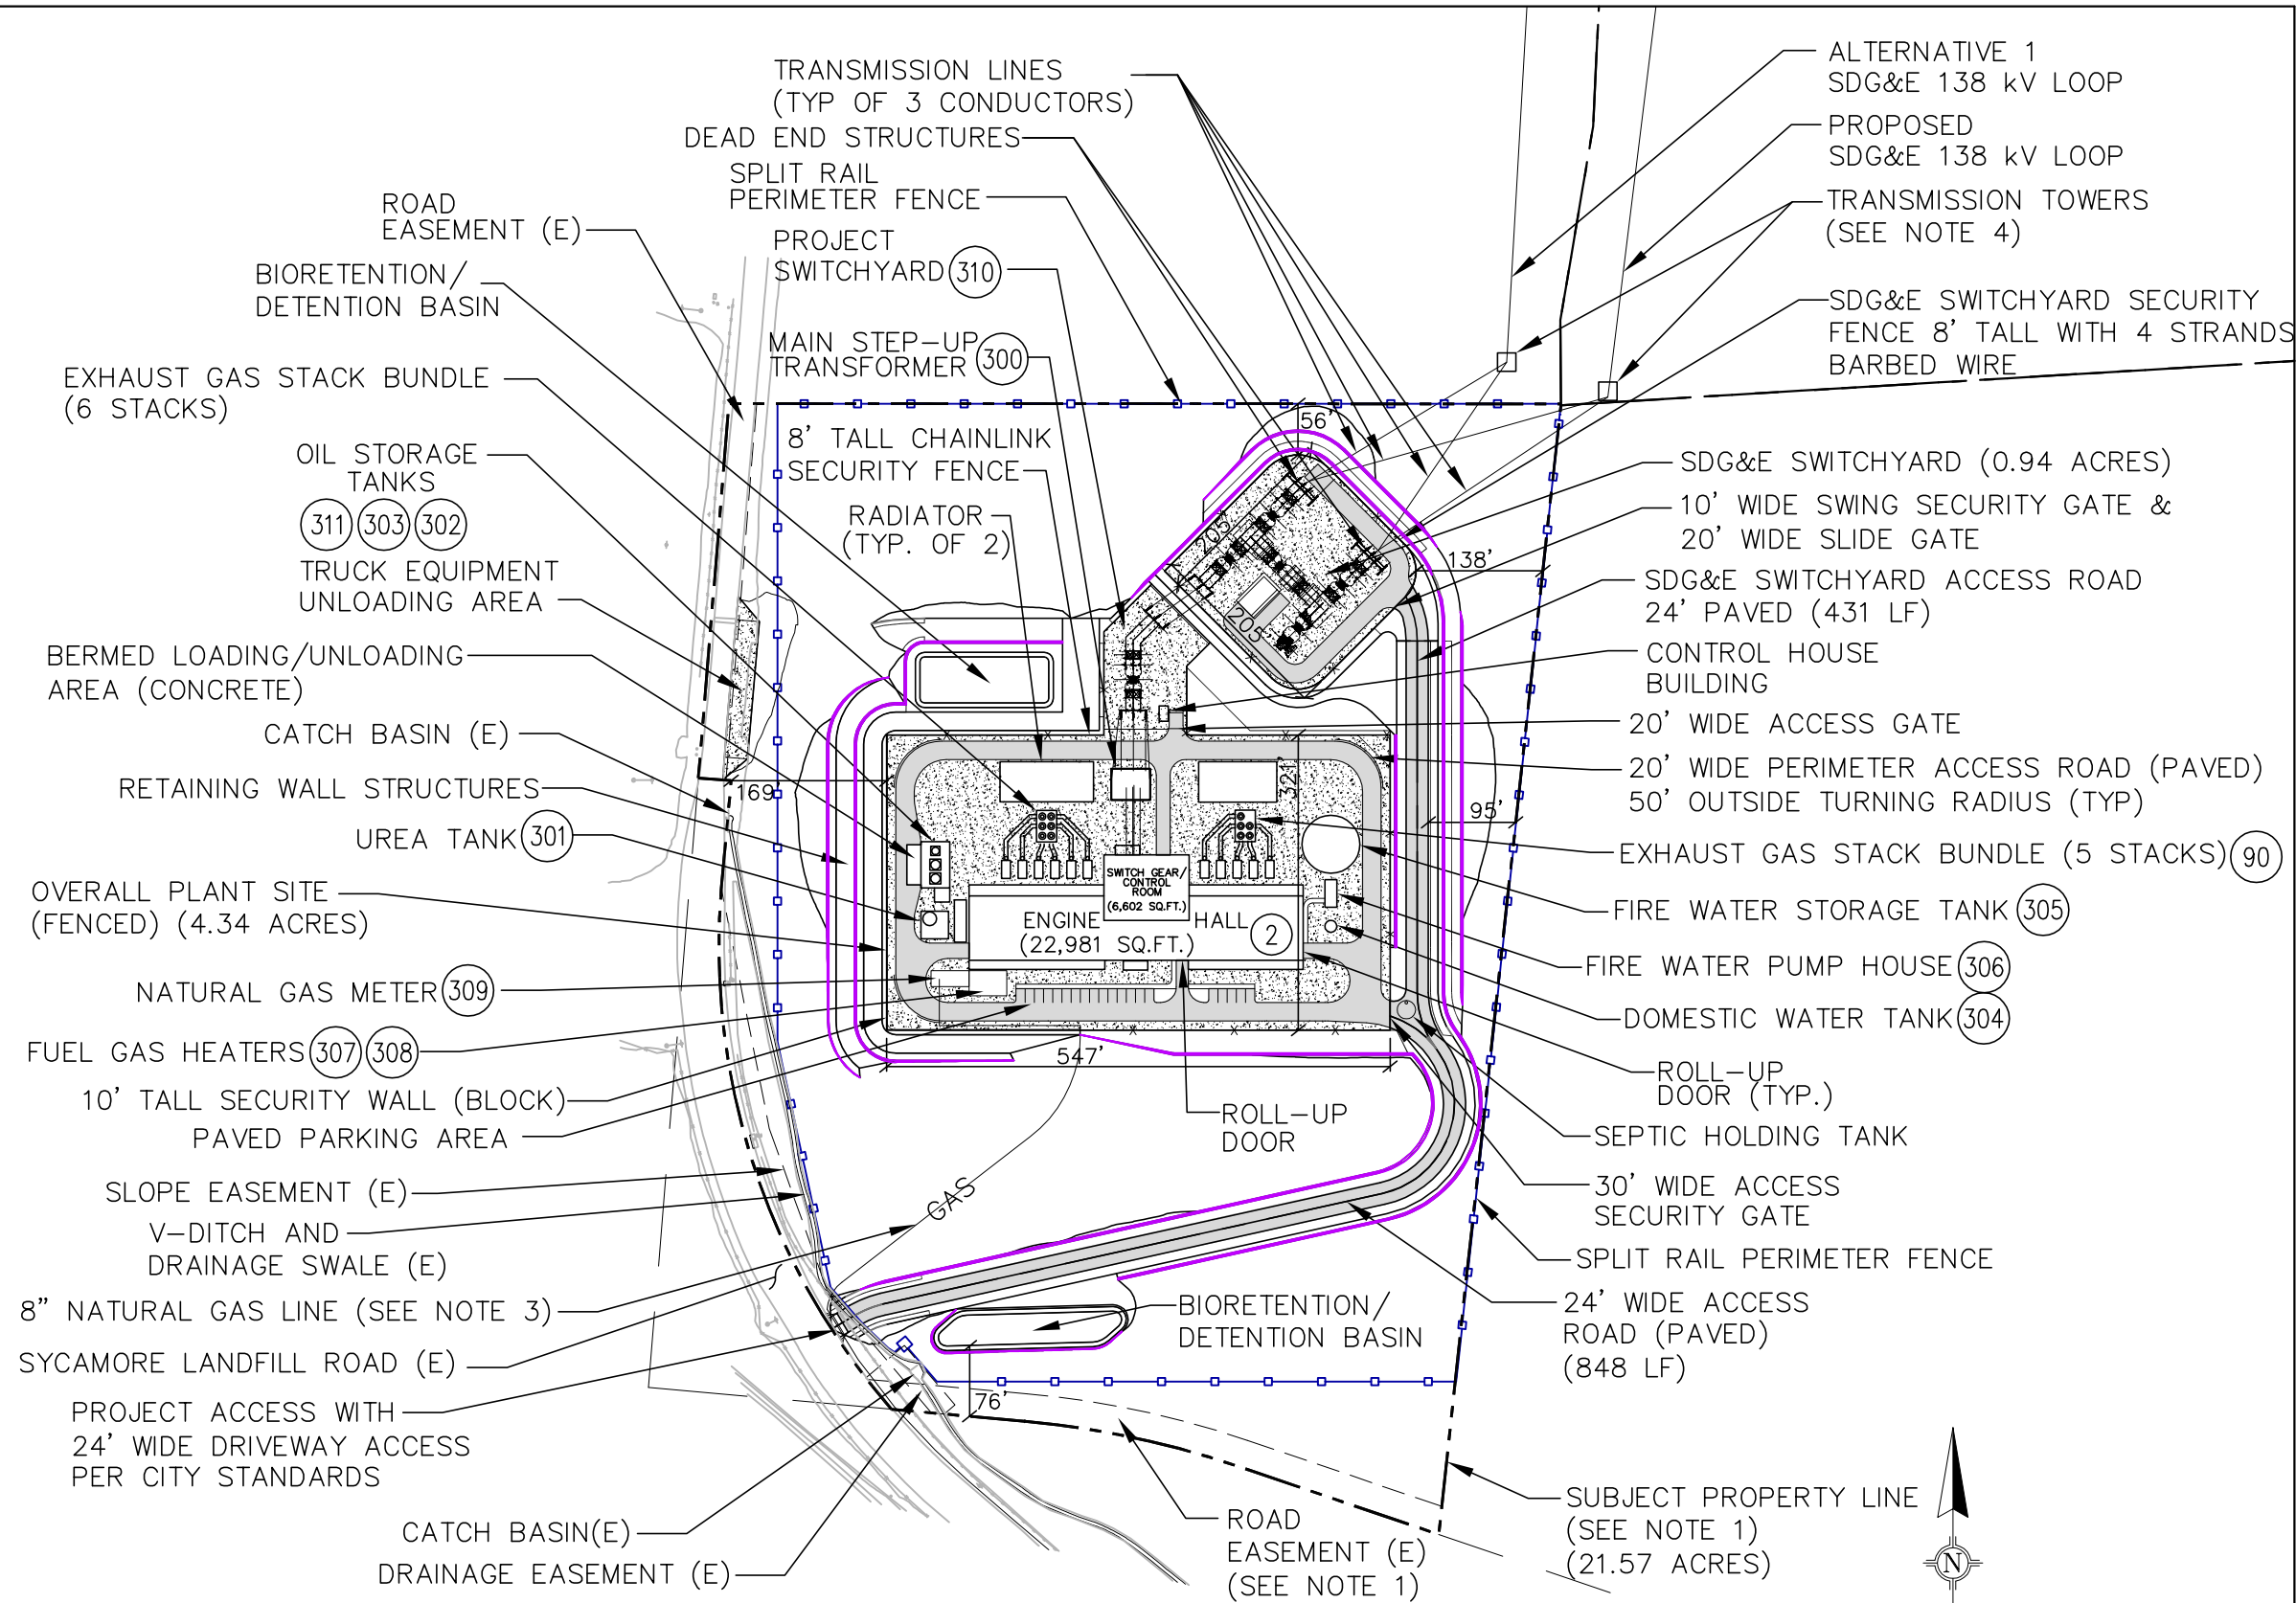 TRANSMISSION LINES
(TYP OF 3 CONDUCTORS)
DEAD END STRUCTURES
SPLIT RAIL
PERIMETER FENCE
ROAD
EASEMENT (E)
PROJECT
SWITCHYARD 310
BIORETENTION/
DETENTION BASIN
MAIN STEP-UP
TRANSFORMER 300
EXHAUST GAS STACK BUNDLE
(6 STACKS)
8' TALL CHAINLINK
SECURITY FENCE
OIL STORAGE
TANKS
311 303 302
RADIATOR
(TYP. OF 2)
TRUCK EQUIPMENT
UNLOADING AREA
BERMED LOADING/UNLOADING
AREA (CONCRETE)
CATCH BASIN (E)
RETAINING WALL STRUCTURES
UREA TANK 301
OVERALL PLANT SITE
(FENCED) (4.34 ACRES)
NATURAL GAS METER 309
FUEL GAS HEATERS 307 308
10' TALL SECURITY WALL (BLOCK)
PAVED PARKING AREA
SLOPE EASEMENT (E)
V-DITCH AND
DRAINAGE SWALE (E)
8" NATURAL GAS LINE (SEE NOTE 3)
SYCAMORE LANDFILL ROAD (E)
PROJECT ACCESS WITH
24' WIDE DRIVEWAY ACCESS
PER CITY STANDARDS
CATCH BASIN(E)
DRAINAGE EASEMENT (E)
56'
205'
205'
138'
169'
321'
95'
SWITCH GEAR/
CONTROL
ROOM
(6,602 SQ.FT.)
ENGINE HALL 2
(22,981 SQ.FT.)
547'
ROLL-UP
DOOR
GAS
BIORETENTION/
DETENTION BASIN
76'
ROAD
EASEMENT (E)
(SEE NOTE 1)
ALTERNATIVE 1
SDG&E 138 kV LOOP
PROPOSED
SDG&E 138 kV LOOP
TRANSMISSION TOWERS
(SEE NOTE 4)
SDG&E SWITCHYARD SECURITY
FENCE 8' TALL WITH 4 STRANDS
BARBED WIRE
SDG&E SWITCHYARD (0.94 ACRES)
10' WIDE SWING SECURITY GATE &
20' WIDE SLIDE GATE
SDG&E SWITCHYARD ACCESS ROAD
24' PAVED (431 LF)
CONTROL HOUSE
BUILDING
20' WIDE ACCESS GATE
20' WIDE PERIMETER ACCESS ROAD (PAVED)
50' OUTSIDE TURNING RADIUS (TYP)
EXHAUST GAS STACK BUNDLE (5 STACKS) 90
FIRE WATER STORAGE TANK 305
FIRE WATER PUMP HOUSE 306
DOMESTIC WATER TANK 304
ROLL-UP
DOOR (TYP.)
SEPTIC HOLDING TANK
30' WIDE ACCESS
SECURITY GATE
SPLIT RAIL PERIMETER FENCE
24' WIDE ACCESS
ROAD (PAVED)
(848 LF)
SUBJECT PROPERTY LINE
(SEE NOTE 1)
(21.57 ACRES)
N